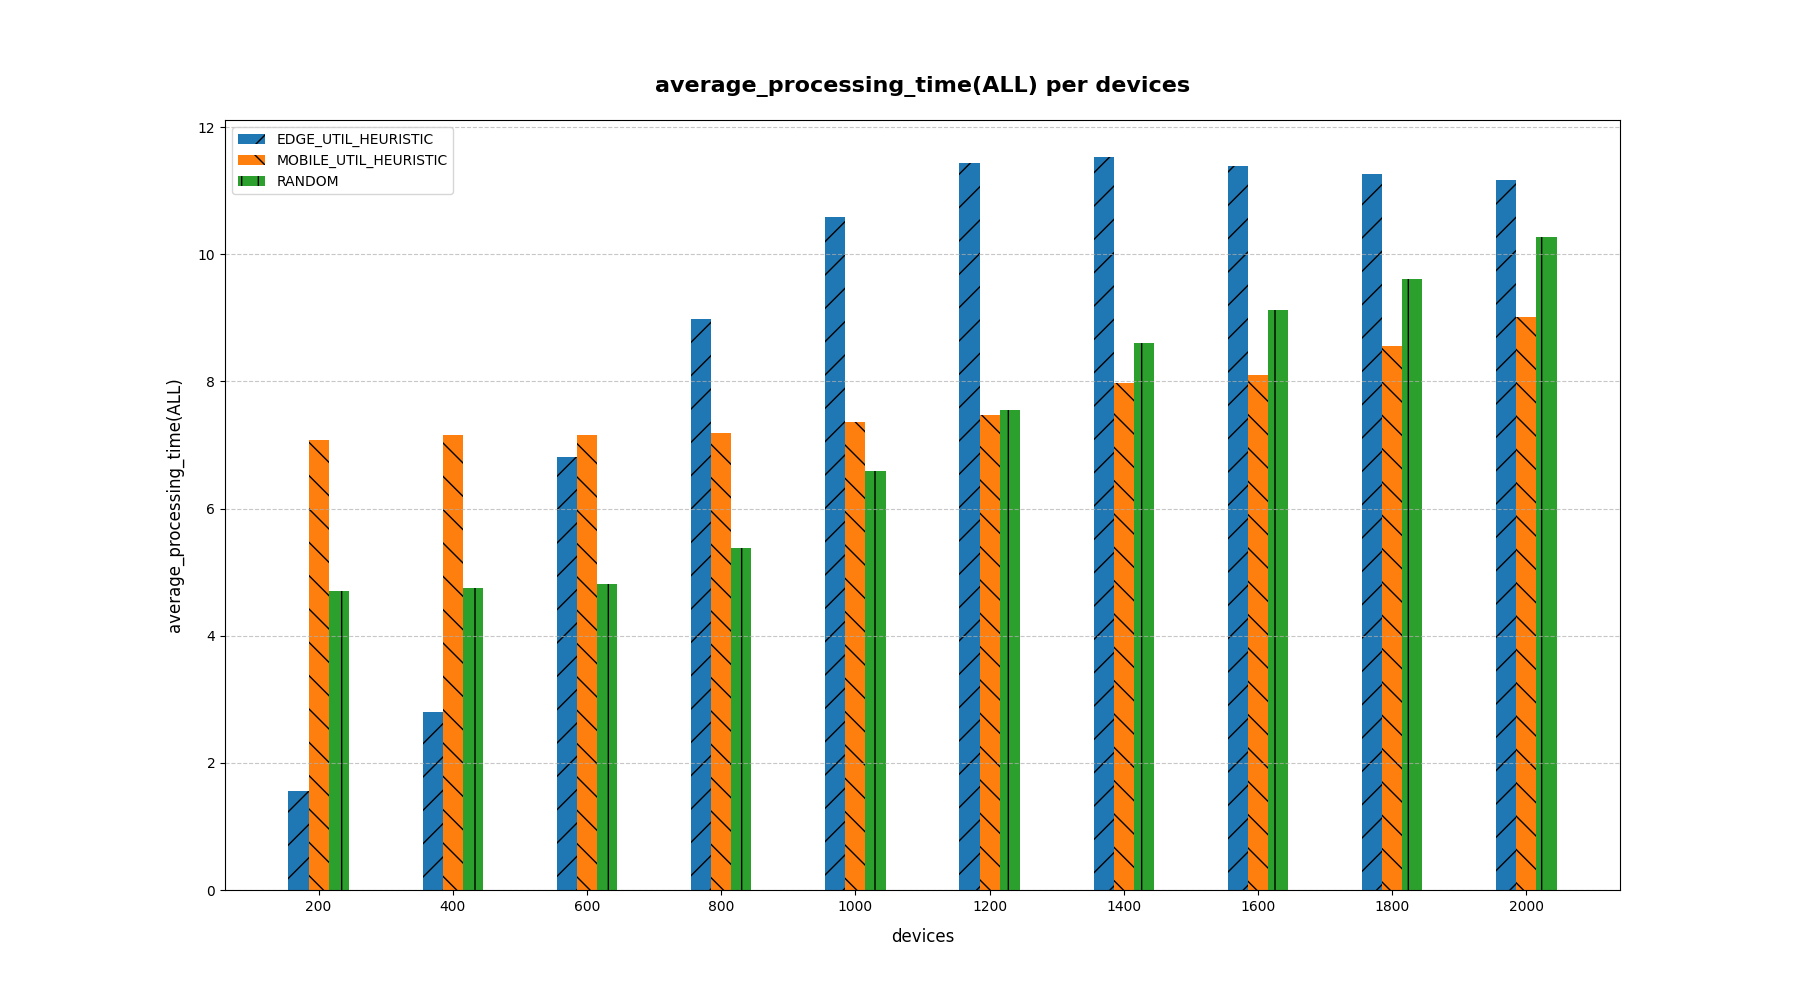 average_processing_time(ALL) per devices
EDGE_UTIL_HEURISTIC
MOBILE_UTIL_HEURISTIC
RANDOM
average_processing_time(ALL)
12
10
8
6
4
2
0
200 400 600 800 1000 1200 1400 1600 1800 2000
devices